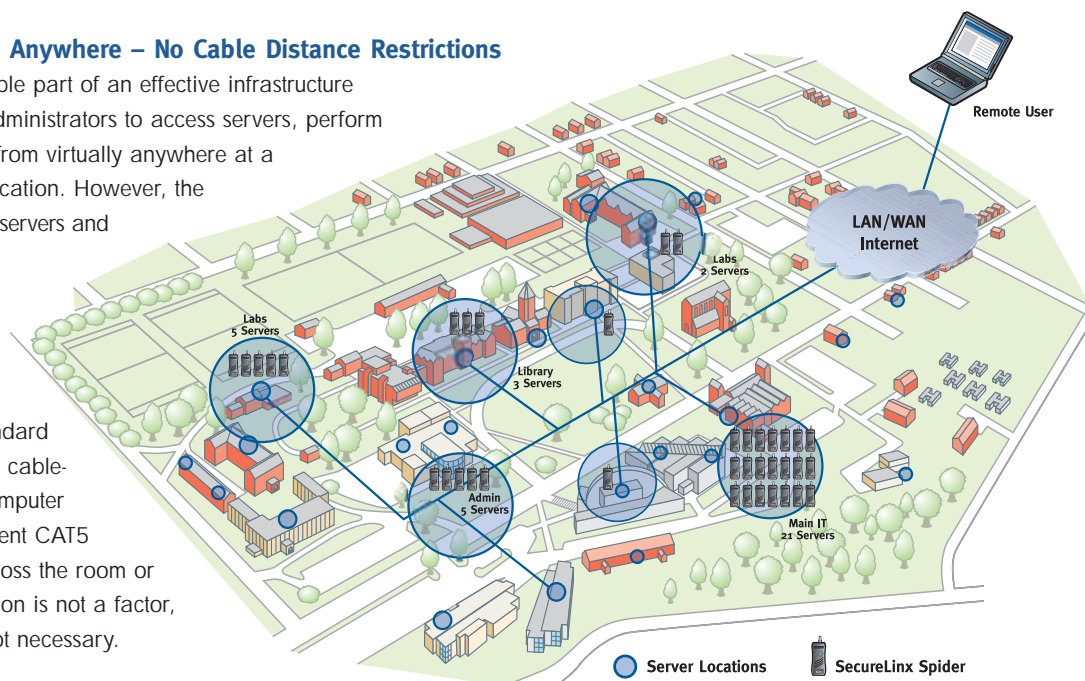 Anywhere – No Cable Distance Restrictions
ple part of an effective infrastructure
dministrators to access servers, perform
from virtually anywhere at a
cation. However, the
servers and
Remote User
LAN/WAN
Internet
Labs
2 Servers
Labs
5 Servers
Library
3 Servers
ndard
cable-
mputer
ent CAT5
oss the room or
on is not a factor,
ot necessary.
Admin
5 Servers
Main IT
21 Servers
Server Locations
SecureLinx Spider